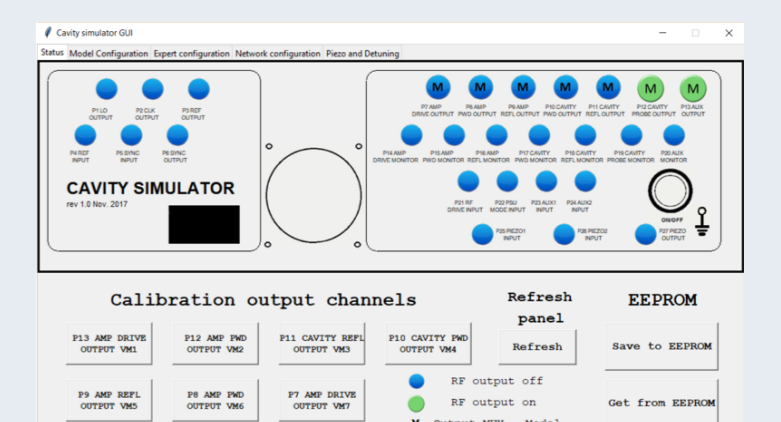 Cavity simulator GUI
Status Model Configuration Expert configuration Network configuration Piezo and Detuning
M M M M M M M
P1 LO OUTPUT
P2 CLK OUTPUT
P3 REF OUTPUT
P7 AMP DRIVE OUTPUT
P8 AMP PWD OUTPUT
P9 AMP REFL OUTPUT
P10 CAVITY PWD OUTPUT
P11 CAVITY REFL OUTPUT
P12 CAVITY PROBE OUTPUT
P13 AUX OUTPUT
P4 REF INPUT
P5 SYNC INPUT
P6 SYNC OUTPUT
P14 AMP DRIVE MONITOR
P15 AMP PWD MONITOR
P16 AMP REFL MONITOR
P17 CAVITY PWD MONITOR
P18 CAVITY REFL MONITOR
P19 CAVITY PROBE MONITOR
P20 AUX MONITOR
CAVITY SIMULATOR
rev 1.0 Nov. 2017
P21 RF DRIVE INPUT
P22 PSU MODE INPUT
P23 AUX1 INPUT
P24 AUX2 INPUT
ON/OFF
P25 PIEZO1 INPUT
P26 PIEZO2 INPUT
P27 PIEZO OUTPUT
Calibration output channels
Refresh
panel
EEPROM
P13 AMP DRIVE
OUTPUT VM1
P12 AMP PWD
OUTPUT VM2
P11 CAVITY REFL
OUTPUT VM3
P10 CAVITY PWD
OUTPUT VM4
Refresh
Save to EEPROM
P9 AMP REFL
OUTPUT VM5
P8 AMP PWD
OUTPUT VM6
P7 AMP DRIVE
OUTPUT VM7
RF output off
RF output on
Get from EEPROM